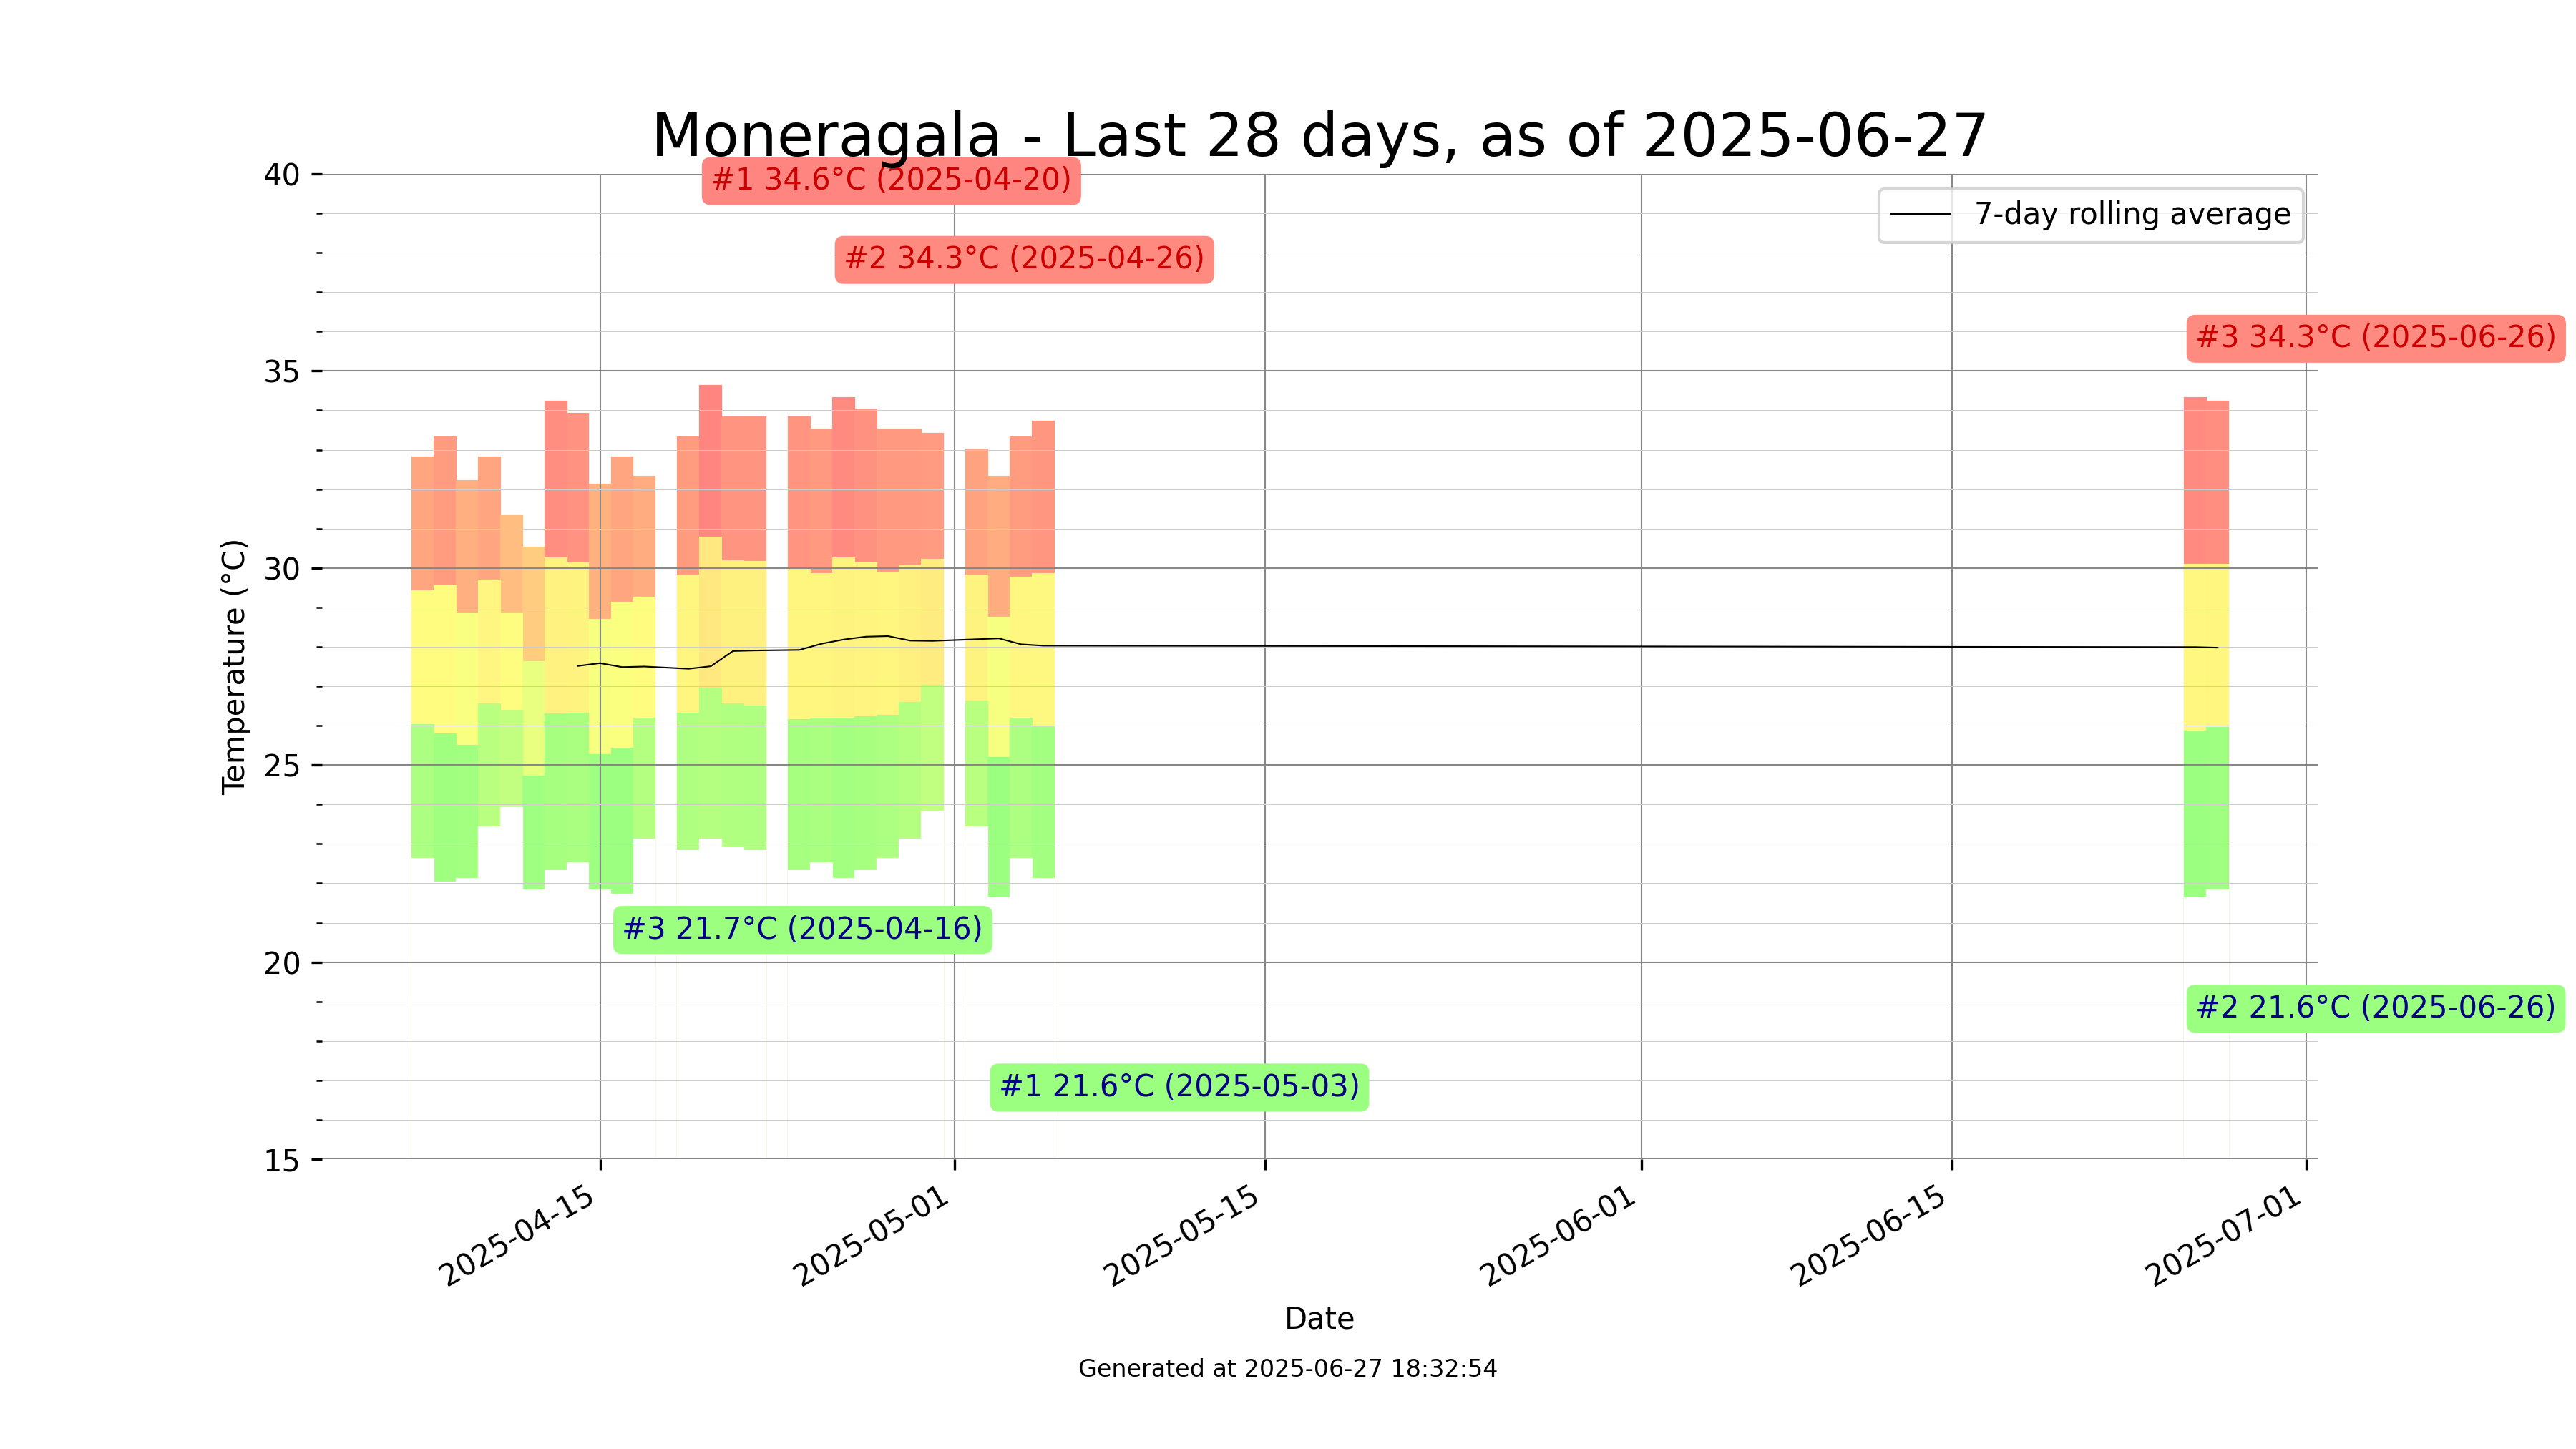 Moneragala - Last 28 days, as of 2025-06-27
#1 34.6°C (2025-04-20)
#2 34.3°C (2025-04-26)
#3 34.3°C (2025-06-26)
7-day rolling average
40
35
30
25
20
15
Temperature (°C)
#3 21.7°C (2025-04-16)
#2 21.6°C (2025-06-26)
#1 21.6°C (2025-05-03)
2025-04-15
2025-05-01
2025-05-15
2025-06-01
2025-06-15
2025-07-01
Date
Generated at 2025-06-27 18:32:54